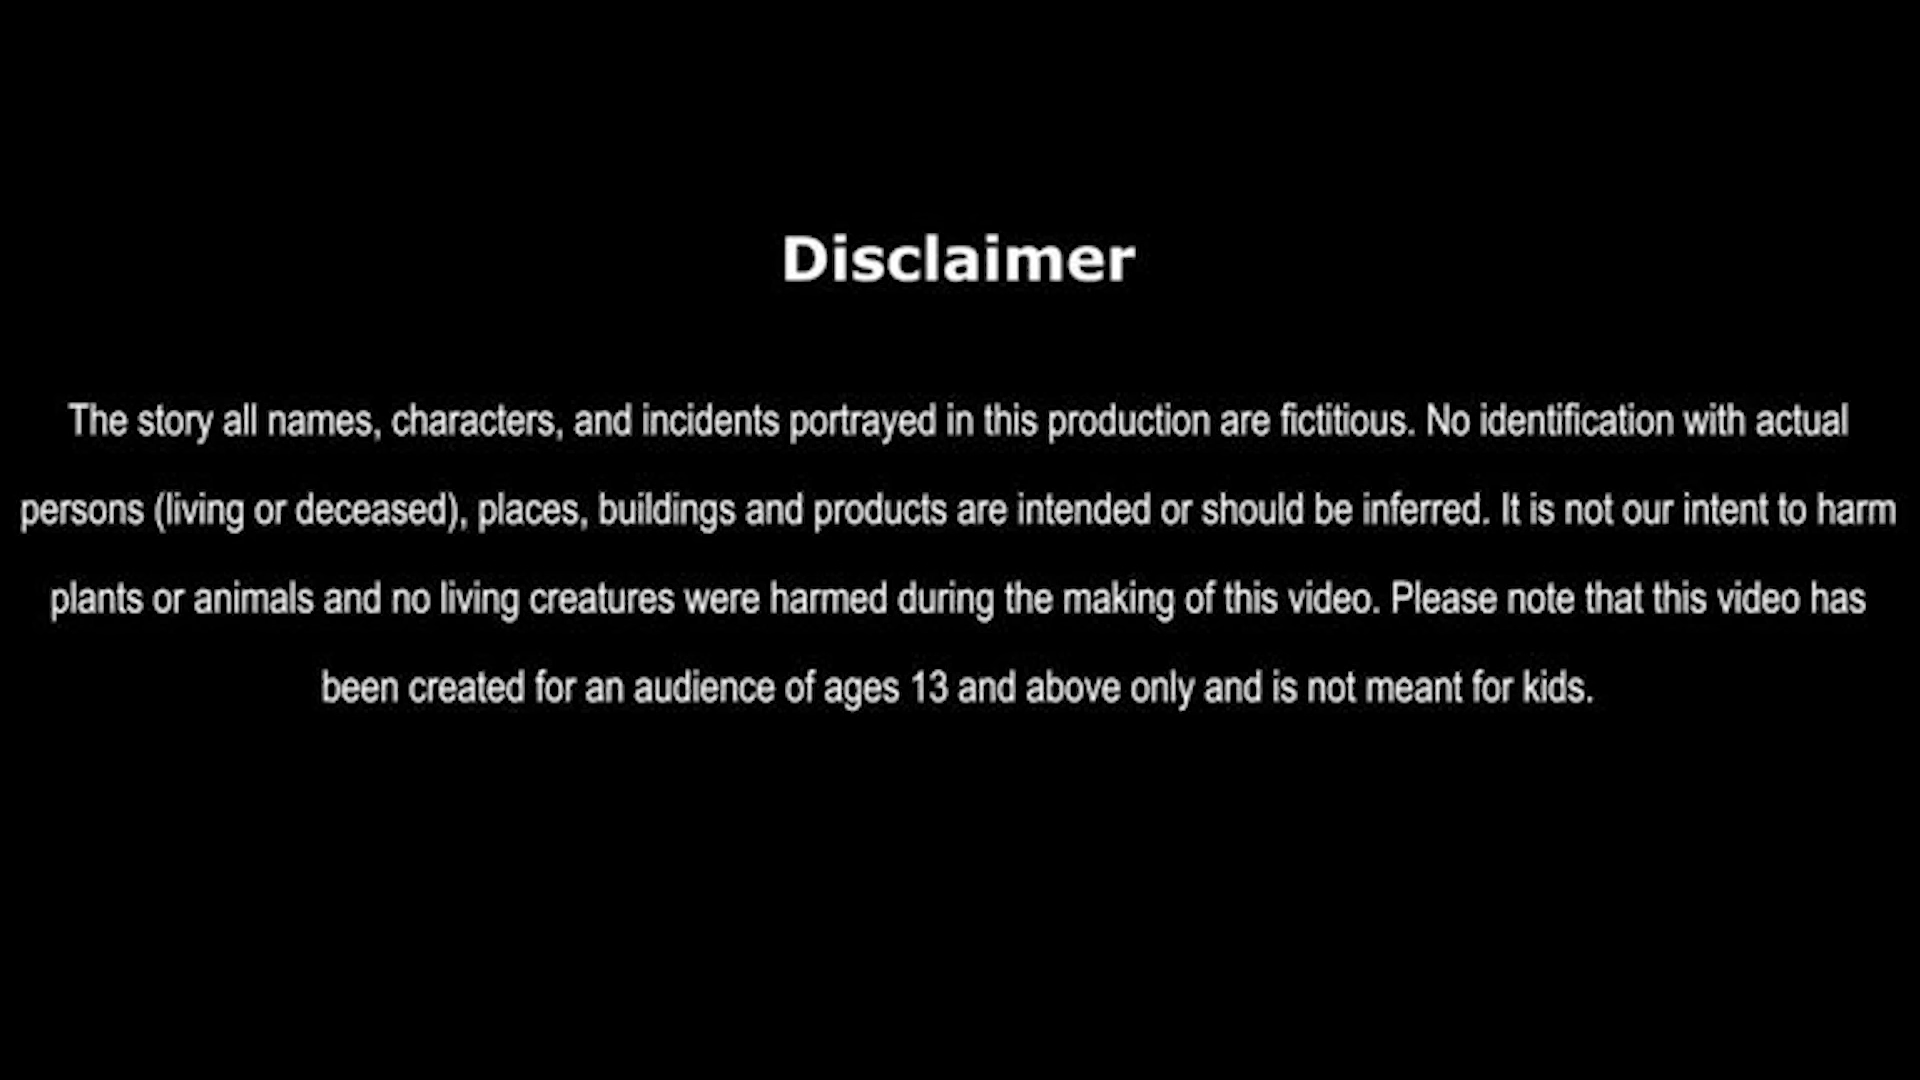 Disclaimer
The story all names, characters, and incidents portrayed in this production are fictitious. No identification with actual
persons (living or deceased), places, buildings and products are intended or should be inferred. It is not our intent to harm
plants or animals and no living creatures were harmed during the making of this video. Please note that this video has
been created for an audience of ages 13 and above only and is not meant for kids.